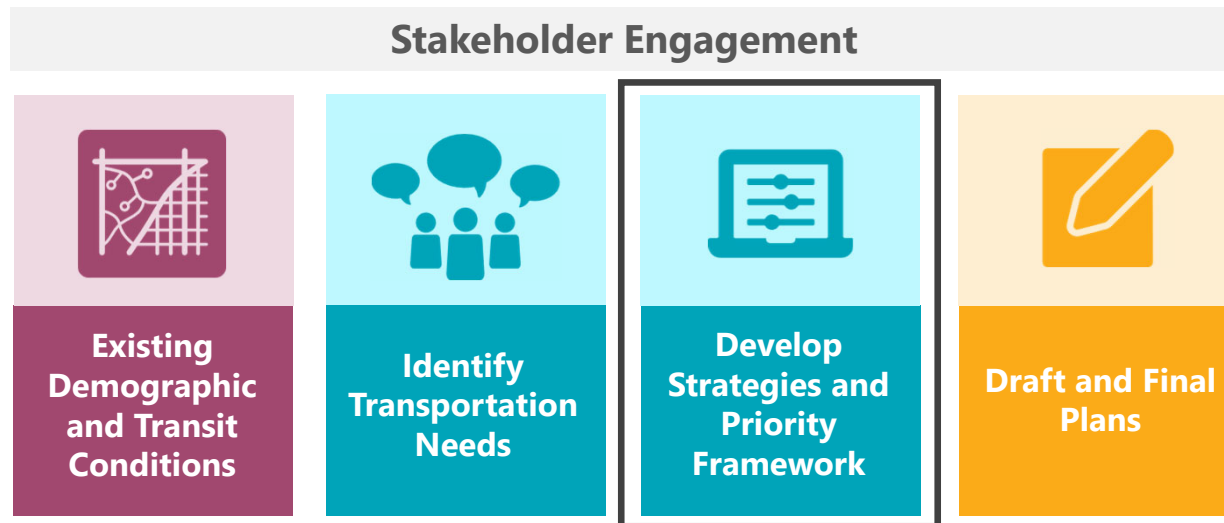 Stakeholder Engagement
Existing
Demographic
and Transit
Conditions
Identify
Transportation
Needs
Develop
Strategies and
Priority
Framework
Draft and Final
Plans